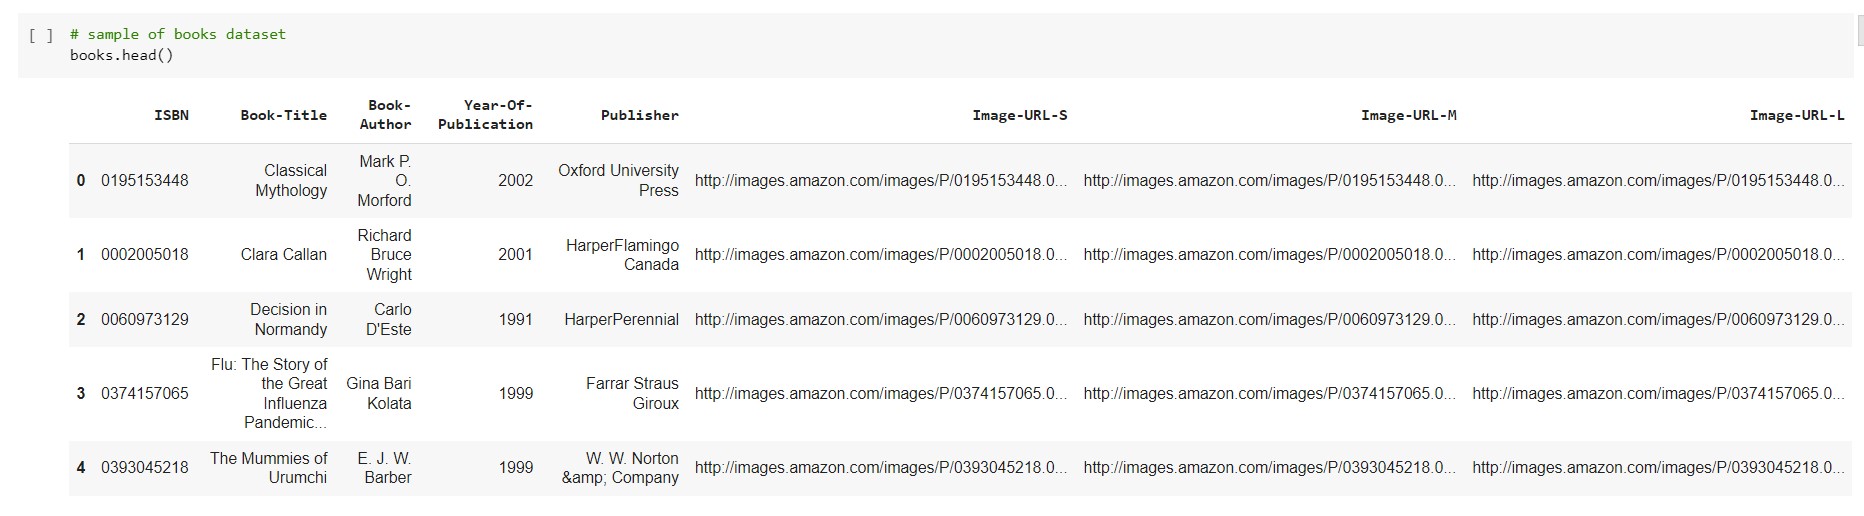 [ ] # sample of books dataset
books.head()
ISBN Book-Title Book-Author Year-Of-Publication Publisher Image-URL-S Image-URL-M Image-URL-L
0 0195153448 Classical Mythology Mark P. O. Morford 2002 Oxford University Press http://images.amazon.com/images/P/0195153448.0... http://images.amazon.com/images/P/0195153448.0... http://images.amazon.com/images/P/0195153448.0...
1 0002005018 Clara Callan Richard Bruce Wright 2001 HarperFlamingo Canada http://images.amazon.com/images/P/0002005018.0... http://images.amazon.com/images/P/0002005018.0... http://images.amazon.com/images/P/0002005018.0...
2 0060973129 Decision in Normandy Carlo D'Este 1991 HarperPerennial http://images.amazon.com/images/P/0060973129.0... http://images.amazon.com/images/P/0060973129.0... http://images.amazon.com/images/P/0060973129.0...
3 0374157065 Flu: The Story of the Great Influenza Pandemic... Gina Bari Kolata 1999 Farrar Straus Giroux http://images.amazon.com/images/P/0374157065.0... http://images.amazon.com/images/P/0374157065.0... http://images.amazon.com/images/P/0374157065.0...
4 0393045218 The Mummies of Urumchi E. J. W. Barber 1999 W. W. Norton &amp; Company http://images.amazon.com/images/P/0393045218.0... http://images.amazon.com/images/P/0393045218.0... http://images.amazon.com/images/P/0393045218.0...